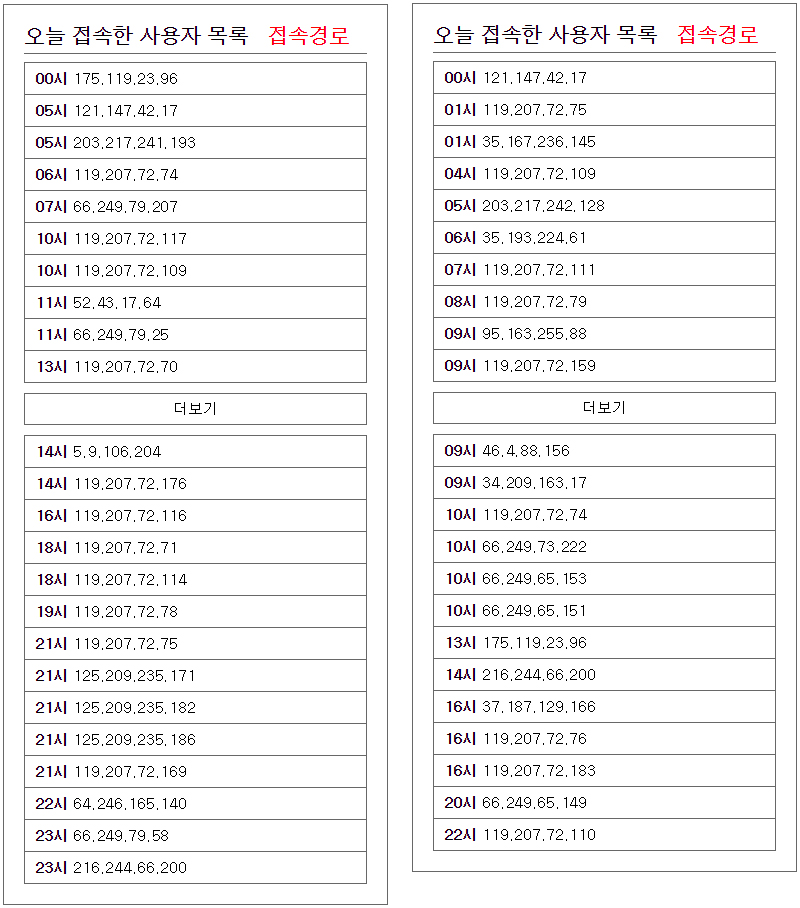 오늘 접속한 사용자 목록 접속경로
00시 175.119.23.96
05시 121.147.42.17
05시 203.217.241.193
06시 119.207.72.74
07시 66.249.79.207
10시 119.207.72.117
10시 119.207.72.109
11시 52.43.17.64
11시 66.249.79.25
13시 119.207.72.70
더보기
14시 5.9.106.204
14시 119.207.72.176
16시 119.207.72.116
18시 119.207.72.71
18시 119.207.72.114
19시 119.207.72.78
21시 119.207.72.75
21시 125.209.235.171
21시 125.209.235.182
21시 125.209.235.186
21시 119.207.72.169
22시 64.246.165.140
23시 66.249.79.58
23시 216.244.66.200
오늘 접속한 사용자 목록 접속경로
00시 121.147.42.17
01시 119.207.72.75
01시 35.167.236.145
04시 119.207.72.109
05시 203.217.242.128
06시 35.193.224.61
07시 119.207.72.111
08시 119.207.72.79
09시 95.163.255.88
09시 119.207.72.159
더보기
09시 46.4.88.156
09시 34.209.163.17
10시 119.207.72.74
10시 66.249.73.222
10시 66.249.65.153
10시 66.249.65.151
13시 175.119.23.96
14시 216.244.66.200
16시 37.187.129.166
16시 119.207.72.76
16시 119.207.72.183
20시 66.249.65.149
22시 119.207.72.110